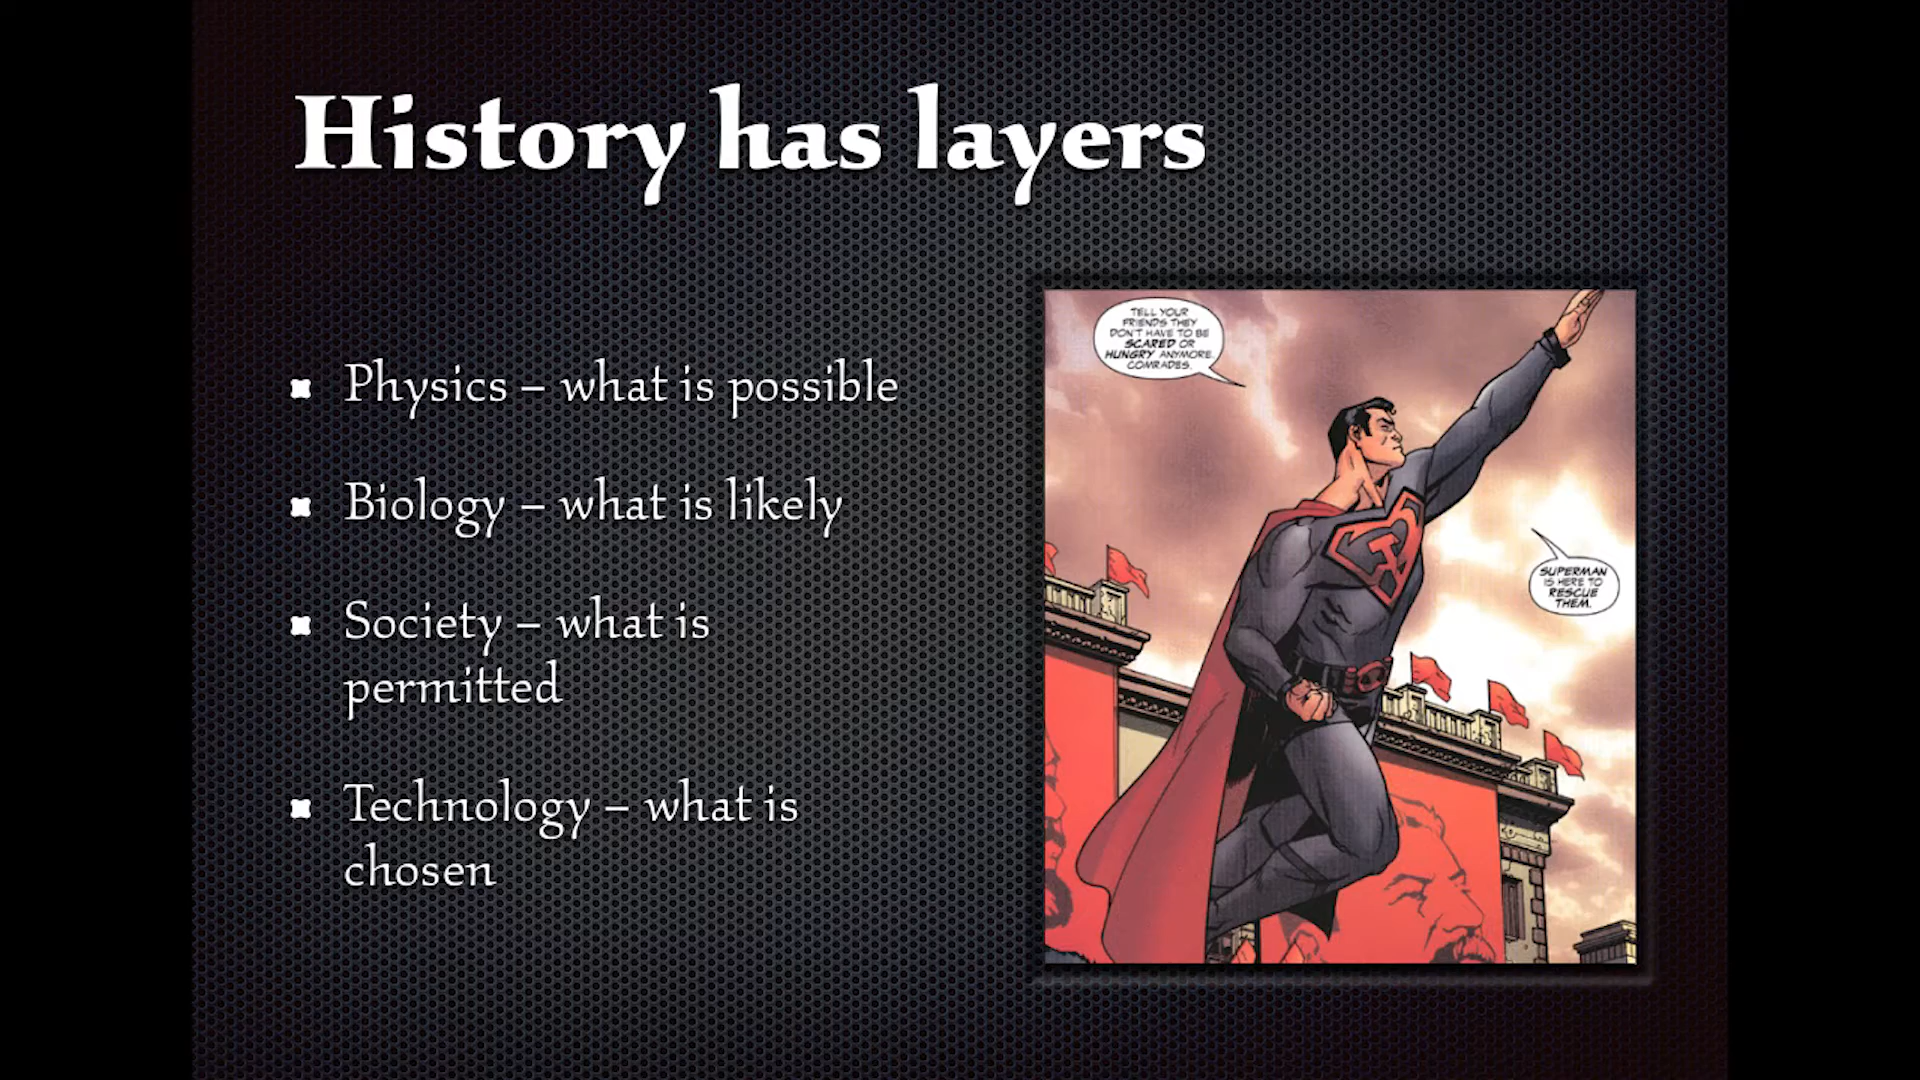 History has layers
Physics – what is possible
Biology – what is likely
Society – what is
permitted
Technology – what is
chosen
TELL YOUR
FRIENDS THEY
DON'T HAVE TO BE
SCARED OR
HUNGRY ANYMORE,
COMRADES.
SUPERMAN
IS HERE TO
RESCUE
THEM.